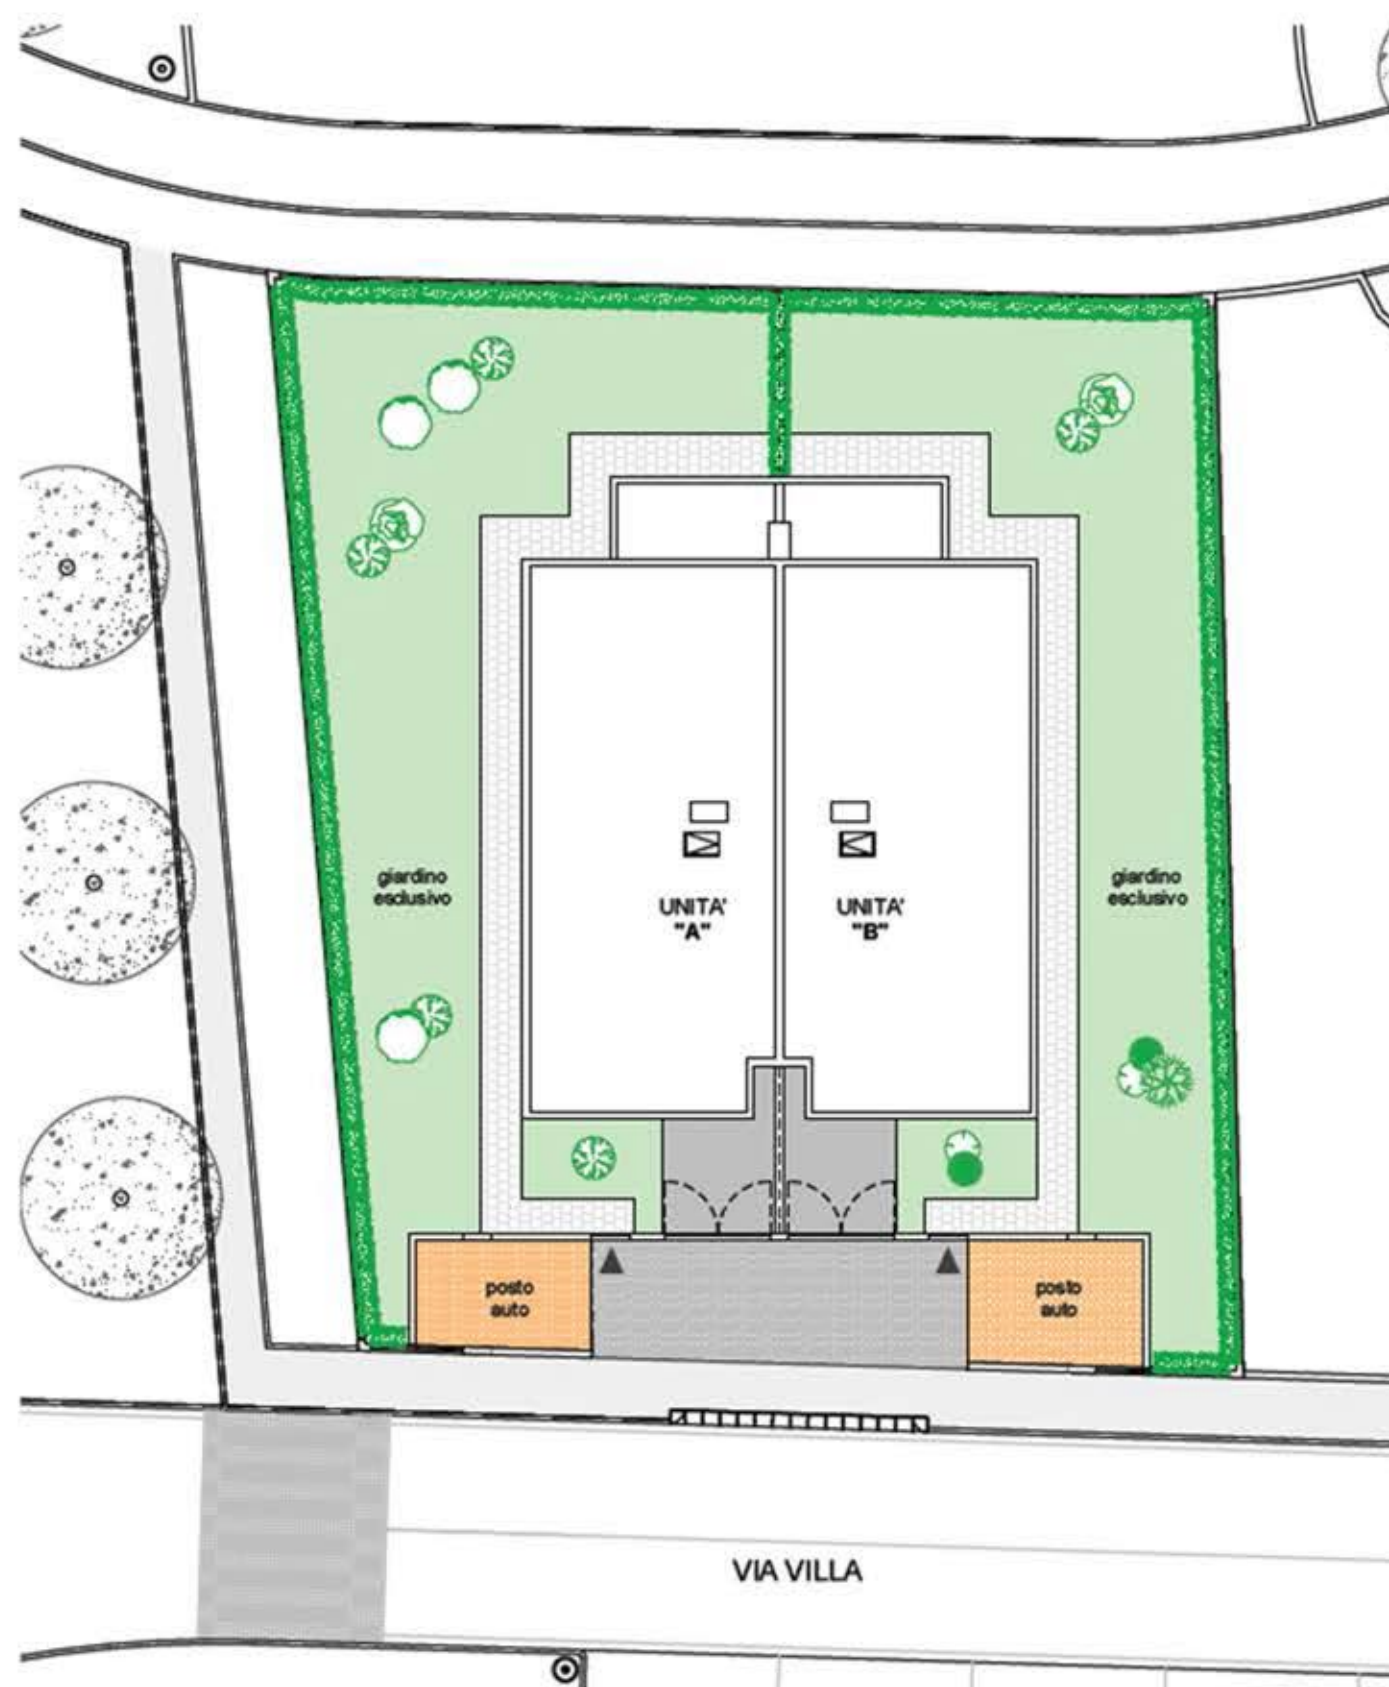 giardino
esclusivo
UNITA'
"A"
UNITA'
"B"
giardino
esclusivo
posto
auto
posto
auto
VIA VILLA